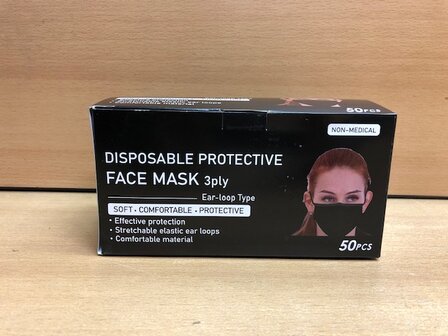 50PCS
NON-MEDICAL
DISPOSABLE PROTECTIVE
FACE MASK 3ply
Ear-loop Type
SOFT • COMFORTABLE • PROTECTIVE
• Effective protection
• Stretchable elastic ear loops
• Comfortable material
50PCS